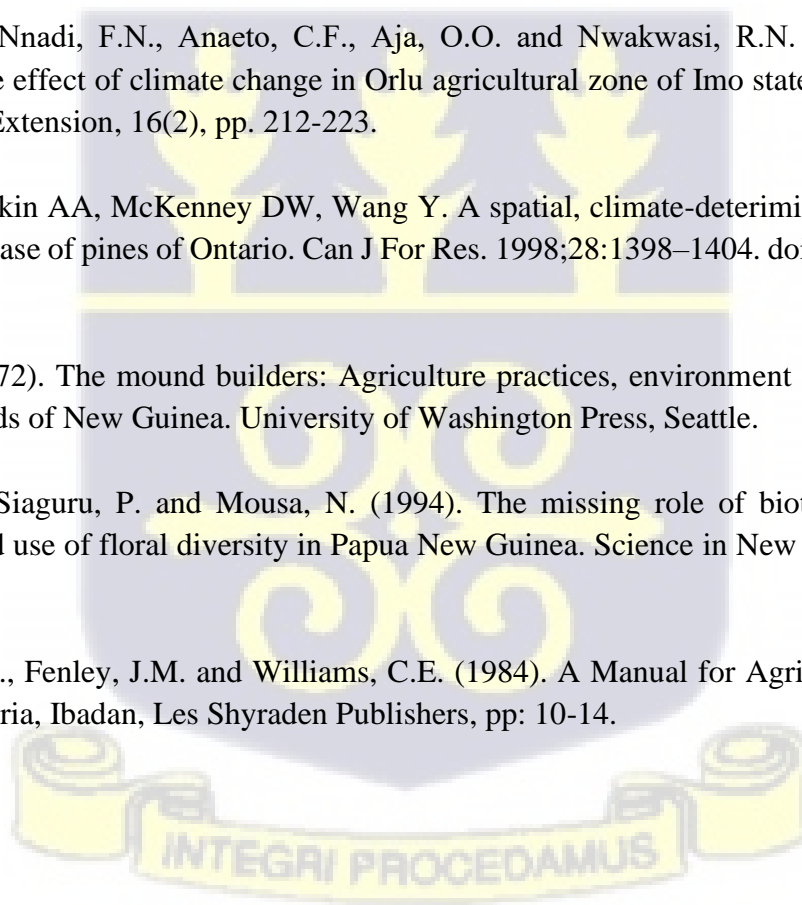 Nnadi, F.N., Anaeto, C.F., Aja, O.O. and Nwakwasi, R.N.
effect of climate change in Orlu agricultural zone of Imo state
Extension, 16(2), pp. 212-223.
kin AA, McKenney DW, Wang Y. A spatial, climate-deterimi
ase of pines of Ontario. Can J For Res. 1998;28:1398–1404. doi
72). The mound builders: Agriculture practices, environment
ds of New Guinea. University of Washington Press, Seattle.
Siaguru, P. and Mousa, N. (1994). The missing role of biot
d use of floral diversity in Papua New Guinea. Science in New
., Fenley, J.M. and Williams, C.E. (1984). A Manual for Agri
ria, Ibadan, Les Shyraden Publishers, pp: 10-14.
INTEGRI PROCEDAMUS